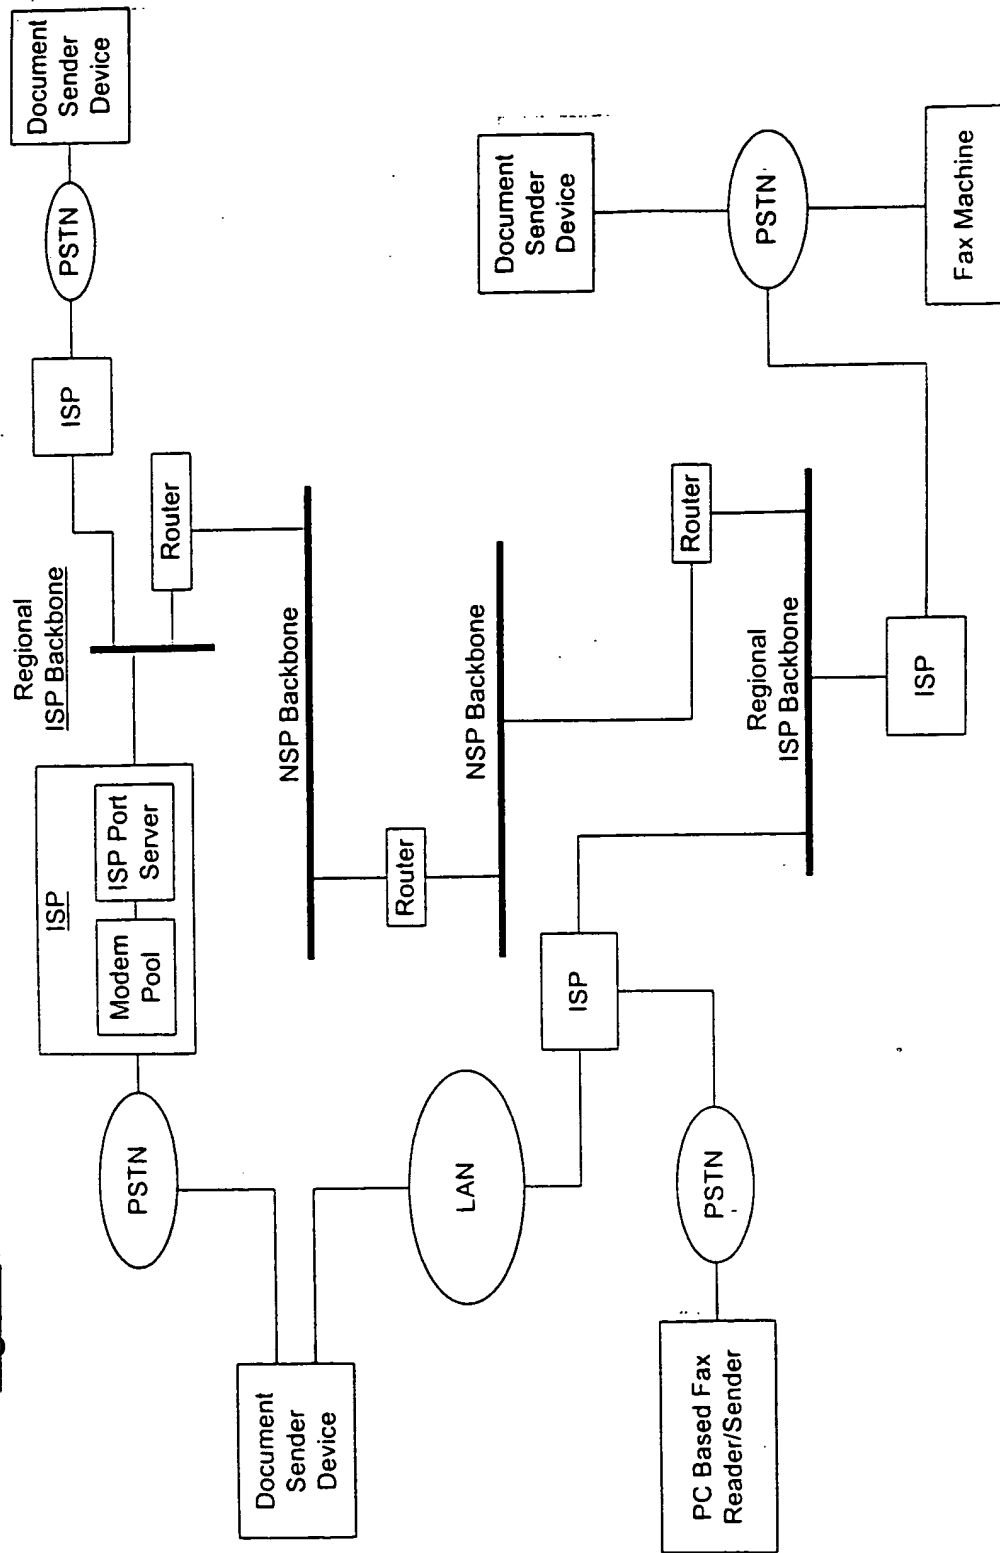 Regional
ISP Backbone
ISP
Modem
Pool
ISP Port
Server
ISP
PSTN
Document
Sender
Device
PSTN
Router
Document
Sender
Device
NSP Backbone
LAN
Router
NSP Backbone
Document
Sender
Device
ISP
Router
PC Based Fax
Reader/Sender
PSTN
Regional
ISP Backbone
PSTN
ISP
Fax Machine